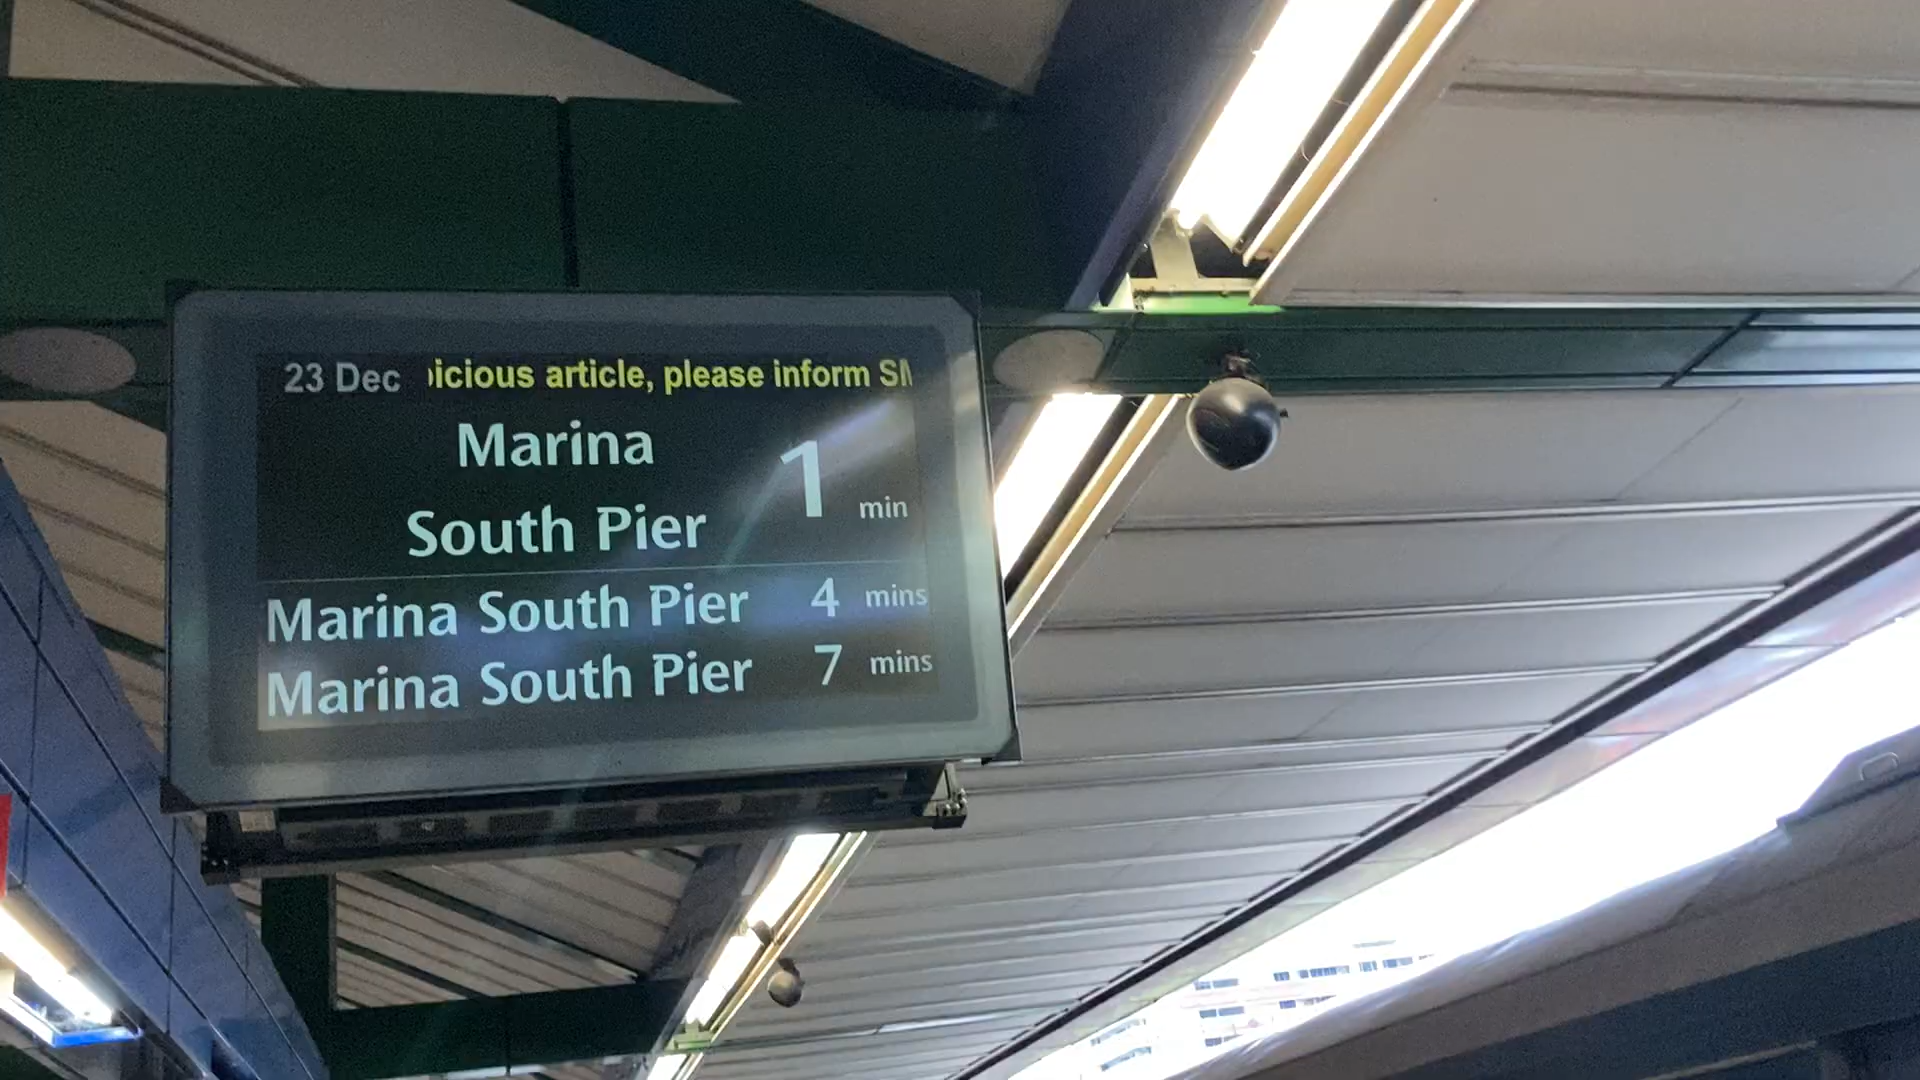 23 Dec icious article, please inform
Marina
South Pier
1 min
Marina South Pier 4 mins
Marina South Pier 7 mins